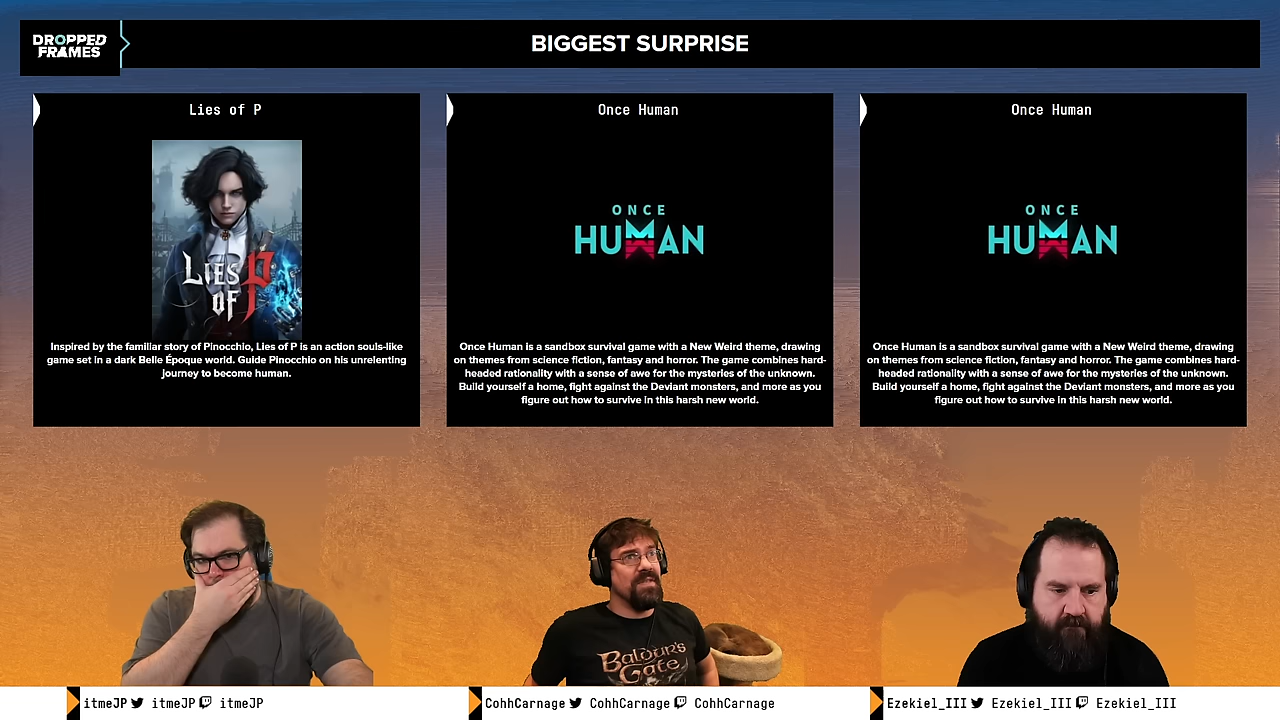 DROPPED
FRAMES
BIGGEST SURPRISE
Lies of P
LIES
OF P
Inspired by the familiar story of Pinocchio, Lies of P is an action souls-like
game set in a dark Belle Époque world. Guide Pinocchio on his unrelenting
journey to become human.
Once Human
ONCE
HUMAN
Once Human is a sandbox survival game with a New Weird theme, drawing
on themes from science fiction, fantasy and horror. The game combines hard-
headed rationality with a sense of awe for the mysteries of the unknown.
Build yourself a home, fight against the Deviant monsters, and more as you
figure out how to survive in this harsh new world.
Once Human
ONCE
HUMAN
Once Human is a sandbox survival game with a New Weird theme, drawing
on themes from science fiction, fantasy and horror. The game combines hard-
headed rationality with a sense of awe for the mysteries of the unknown.
Build yourself a home, fight against the Deviant monsters, and more as you
figure out how to survive in this harsh new world.
BALDUR'S
GATE
itmeJP itmeJP itmeJP
CohhCarnage CohhCarnage CohhCarnage
Ezekiel_III Ezekiel_III Ezekiel_III